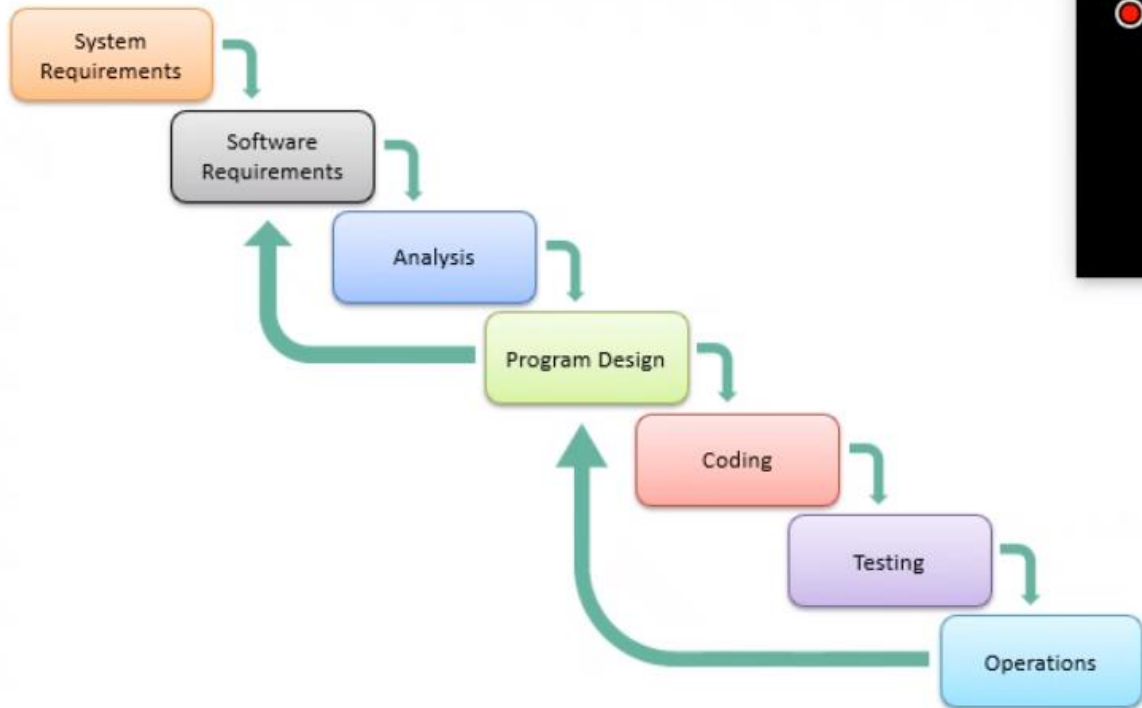 System
Requirements
Software
Requirements
Analysis
Program Design
Coding
Testing
Operations